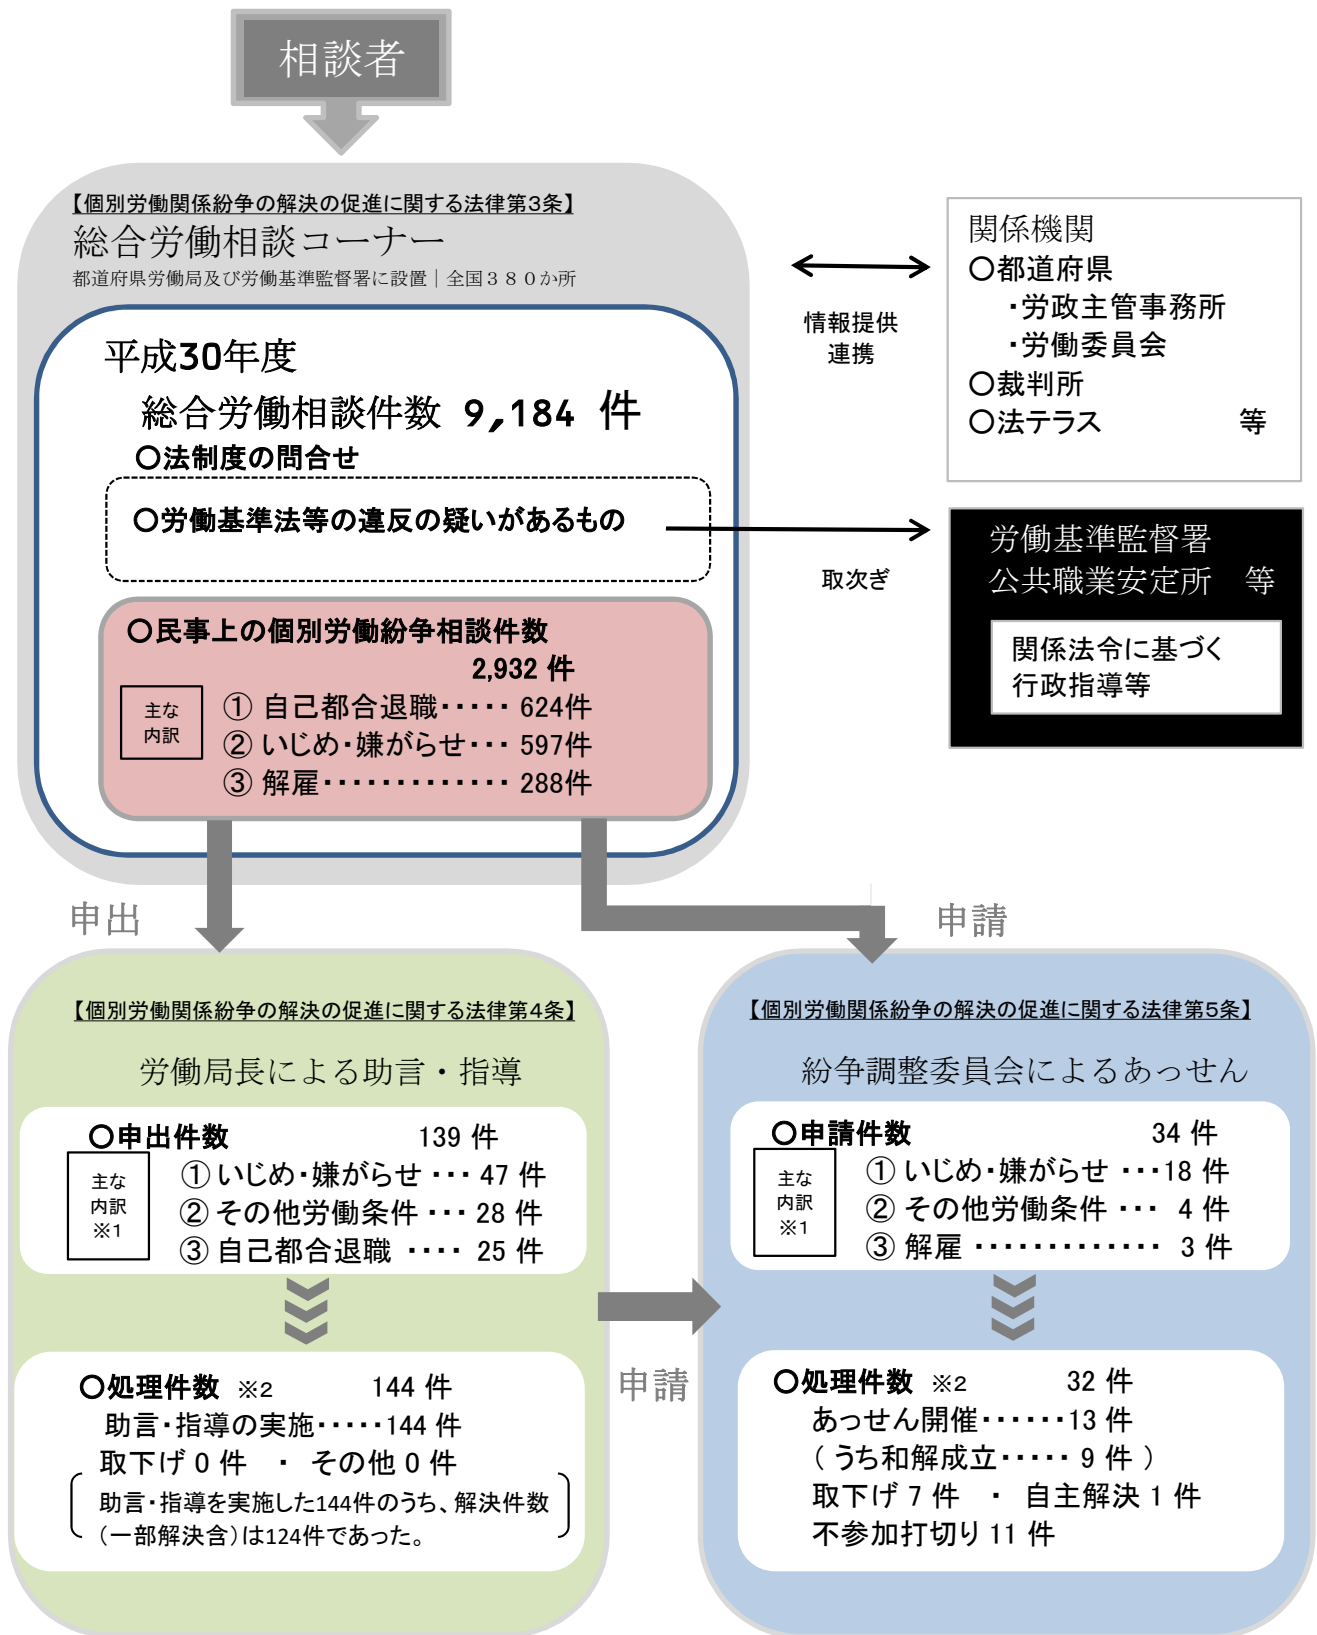 相談者
【個別労働関係紛争の解決の促進に関する法律第3条】
総合労働相談コーナー
都道府県労働局及び労働基準監督署に設置｜全国３８０か所
平成30年度
総合労働相談件数 9,184 件
○法制度の問合せ
○労働基準法等の違反の疑いがあるもの
○民事上の個別労働紛争相談件数
2,932 件
主な
内訳
① 自己都合退職・・・・・ 624件
② いじめ・嫌がらせ・・・ 597件
③ 解雇・・・・・・・・・・・・・ 288件
情報提供
連携
関係機関
○都道府県
・労政主管事務所
・労働委員会
○裁判所
○法テラス 等
取次ぎ
労働基準監督署
公共職業安定所 等
関係法令に基づく
行政指導等
申出
申請
【個別労働関係紛争の解決の促進に関する法律第4条】
労働局長による助言・指導
○申出件数 139 件
主な
内訳
※1
① いじめ・嫌がらせ ・・・ 47 件
② その他労働条件 ・・・ 28 件
③ 自己都合退職 ・・・・ 25 件
○処理件数 ※2 144 件
助言・指導の実施・・・・・144 件
取下げ 0 件 ・ その他 0 件
助言・指導を実施した144件のうち、解決件数
（一部解決含）は124件であった。
申請
【個別労働関係紛争の解決の促進に関する法律第5条】
紛争調整委員会によるあっせん
○申請件数 34 件
主な
内訳
※1
① いじめ・嫌がらせ ・・・18 件
② その他労働条件 ・・・ 4 件
③ 解雇 ・・・・・・・・・・・・・ 3 件
○処理件数 ※2 32 件
あっせん開催・・・・・・13 件
（ うち和解成立・・・・・ 9 件 ）
取下げ 7 件 ・ 自主解決 1 件
不参加打切り 11 件